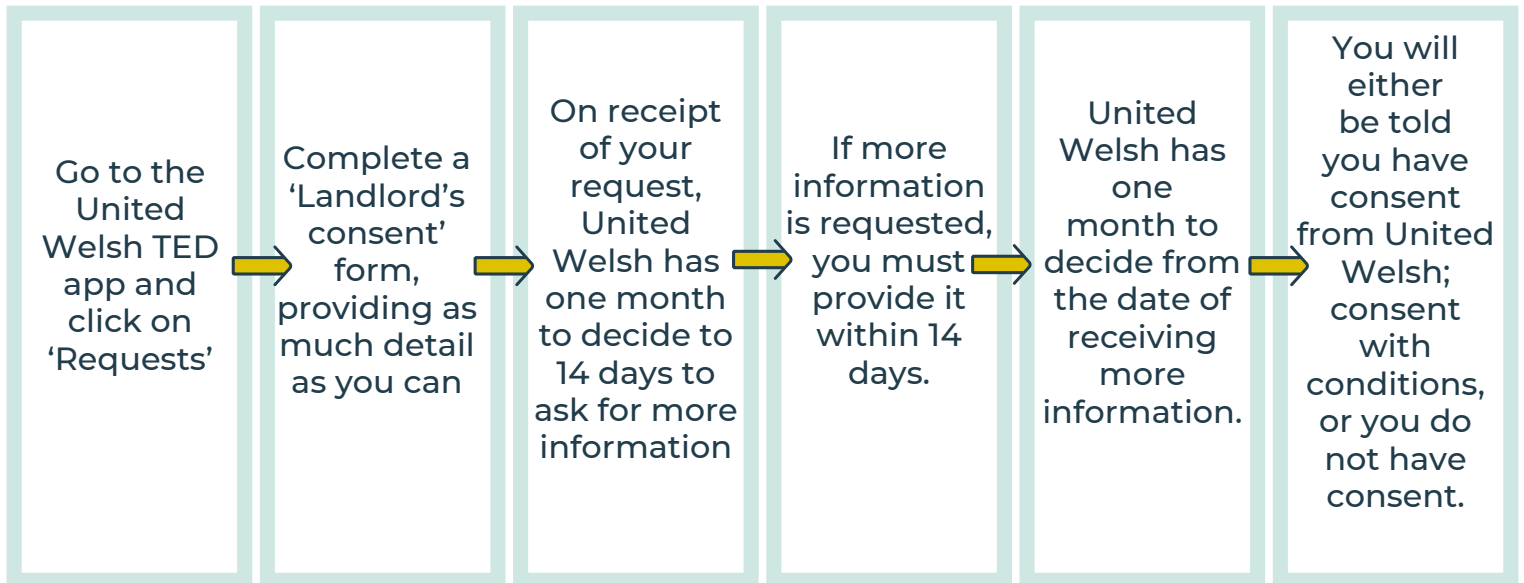 Go to the
United
Welsh TED
app and
click on
‘Requests’
Complete a
‘Landlord’s
consent’
form,
providing as
much detail
as you can
On receipt
of your
request,
United
Welsh has
one month
to decide to
14 days to
ask for more
information
If more
information
is requested,
you must
provide it
within 14
days.
United
Welsh has
one
month to
decide from
the date of
receiving
more
information.
You will
either
be told
you have
consent
from United
Welsh;
consent
with
conditions,
or you do
not have
consent.